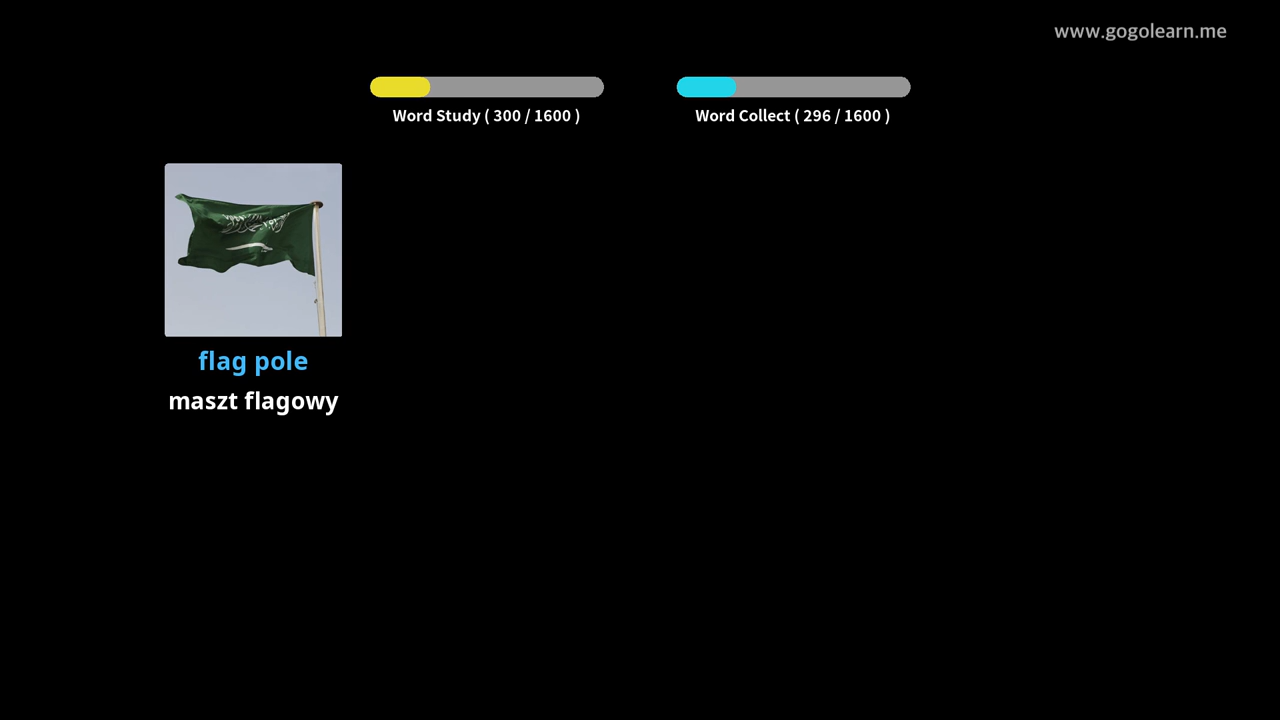 www.gogolearn.me
Word Study ( 300 / 1600 )
Word Collect ( 296 / 1600 )
flag pole
maszt flagowy